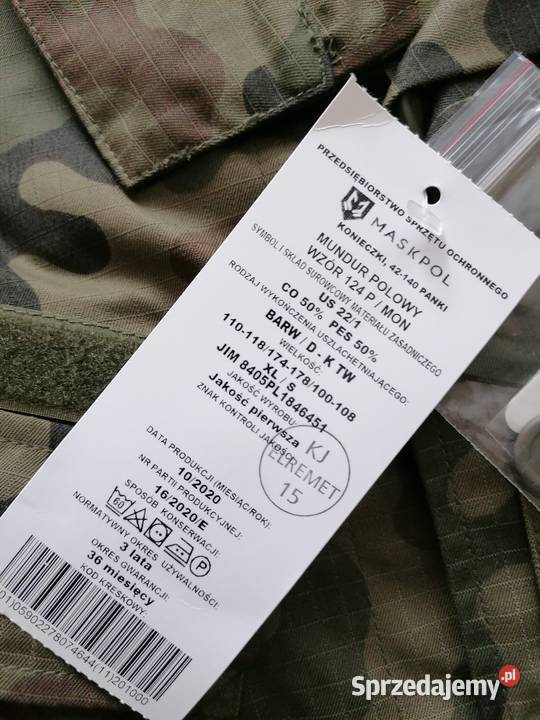 PRZEDSIĘBIORSTWO SPRZĘTU OCHRONNEGO
MASKPOL
KONIECZKI, 42-140 PANKI
MUNDUR POLOWY
WZÓR 124 P / MON
SYMBOL I SKŁAD SUROWCOWY MATERIAŁU ZASADNICZEGO
US 22/1
CO 50% PES 50%
RODZAJ WYKOŃCZENIA USZLACHETNIAJĄCEGO:
BARW / D - K TW
WIELKOŚĆ:
110-118/174-178/100-108
XL / S
JIM 8405PL1846451
JAKOŚĆ WYROBU:
Jakość pierwsza
ZNAK KONTROLI JAKOŚCI
KJ
ELREMET
15
DATA PRODUKCJI (MIESIĄC/ROK):
10/2020
NR PARTII PRODUKCYJNEJ:
16/2020/E
SPOSÓB KONSERWACJI:
60
P
NORMATYWNY OKRES UŻYWALNOŚCI:
3 lata
OKRES GWARANCJI:
36 miesięcy
KOD KRESKOWY:
01)05902278074644(11)201000
Sprzedajemy.pl